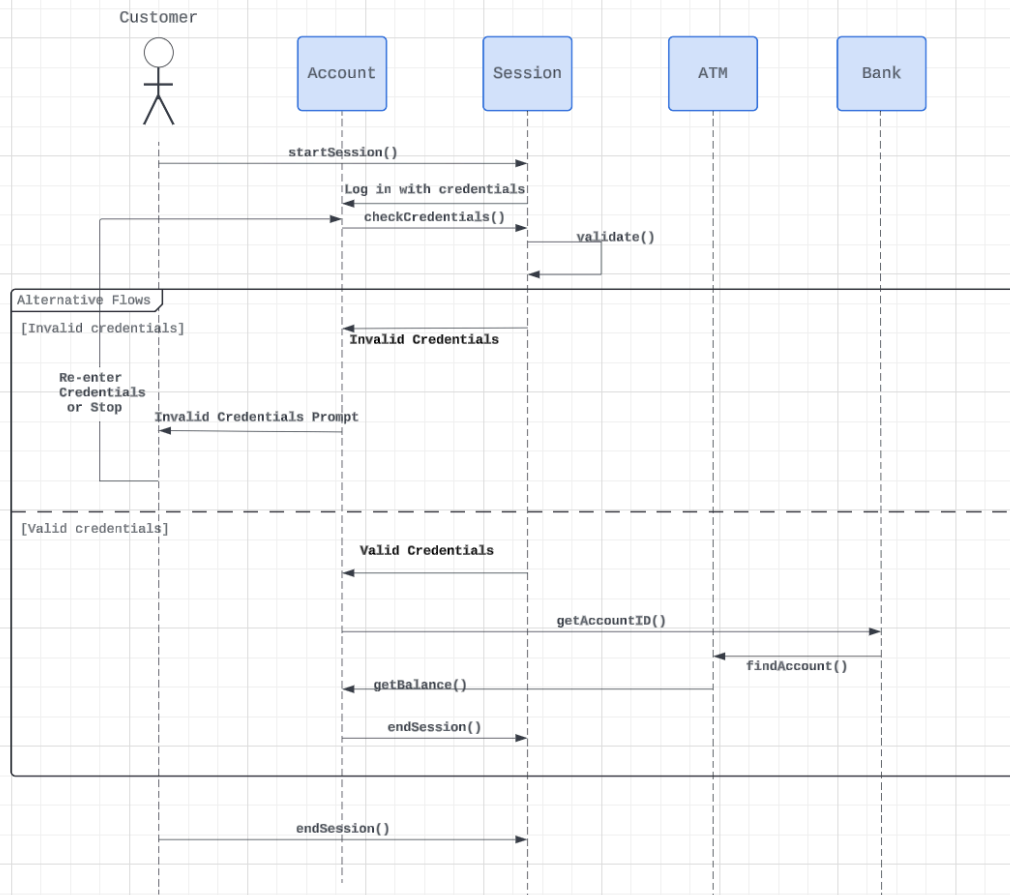 Customer
Account
Session
ATM
Bank
startSession()
Log in with credentials
checkCredentials()
validate()
Alternative Flows
[Invalid credentials]
Invalid Credentials
Re-enter
Credentials
or Stop
Invalid Credentials Prompt
[Valid credentials]
Valid Credentials
getAccountID()
findAccount()
getBalance()
endSession()
endSession()